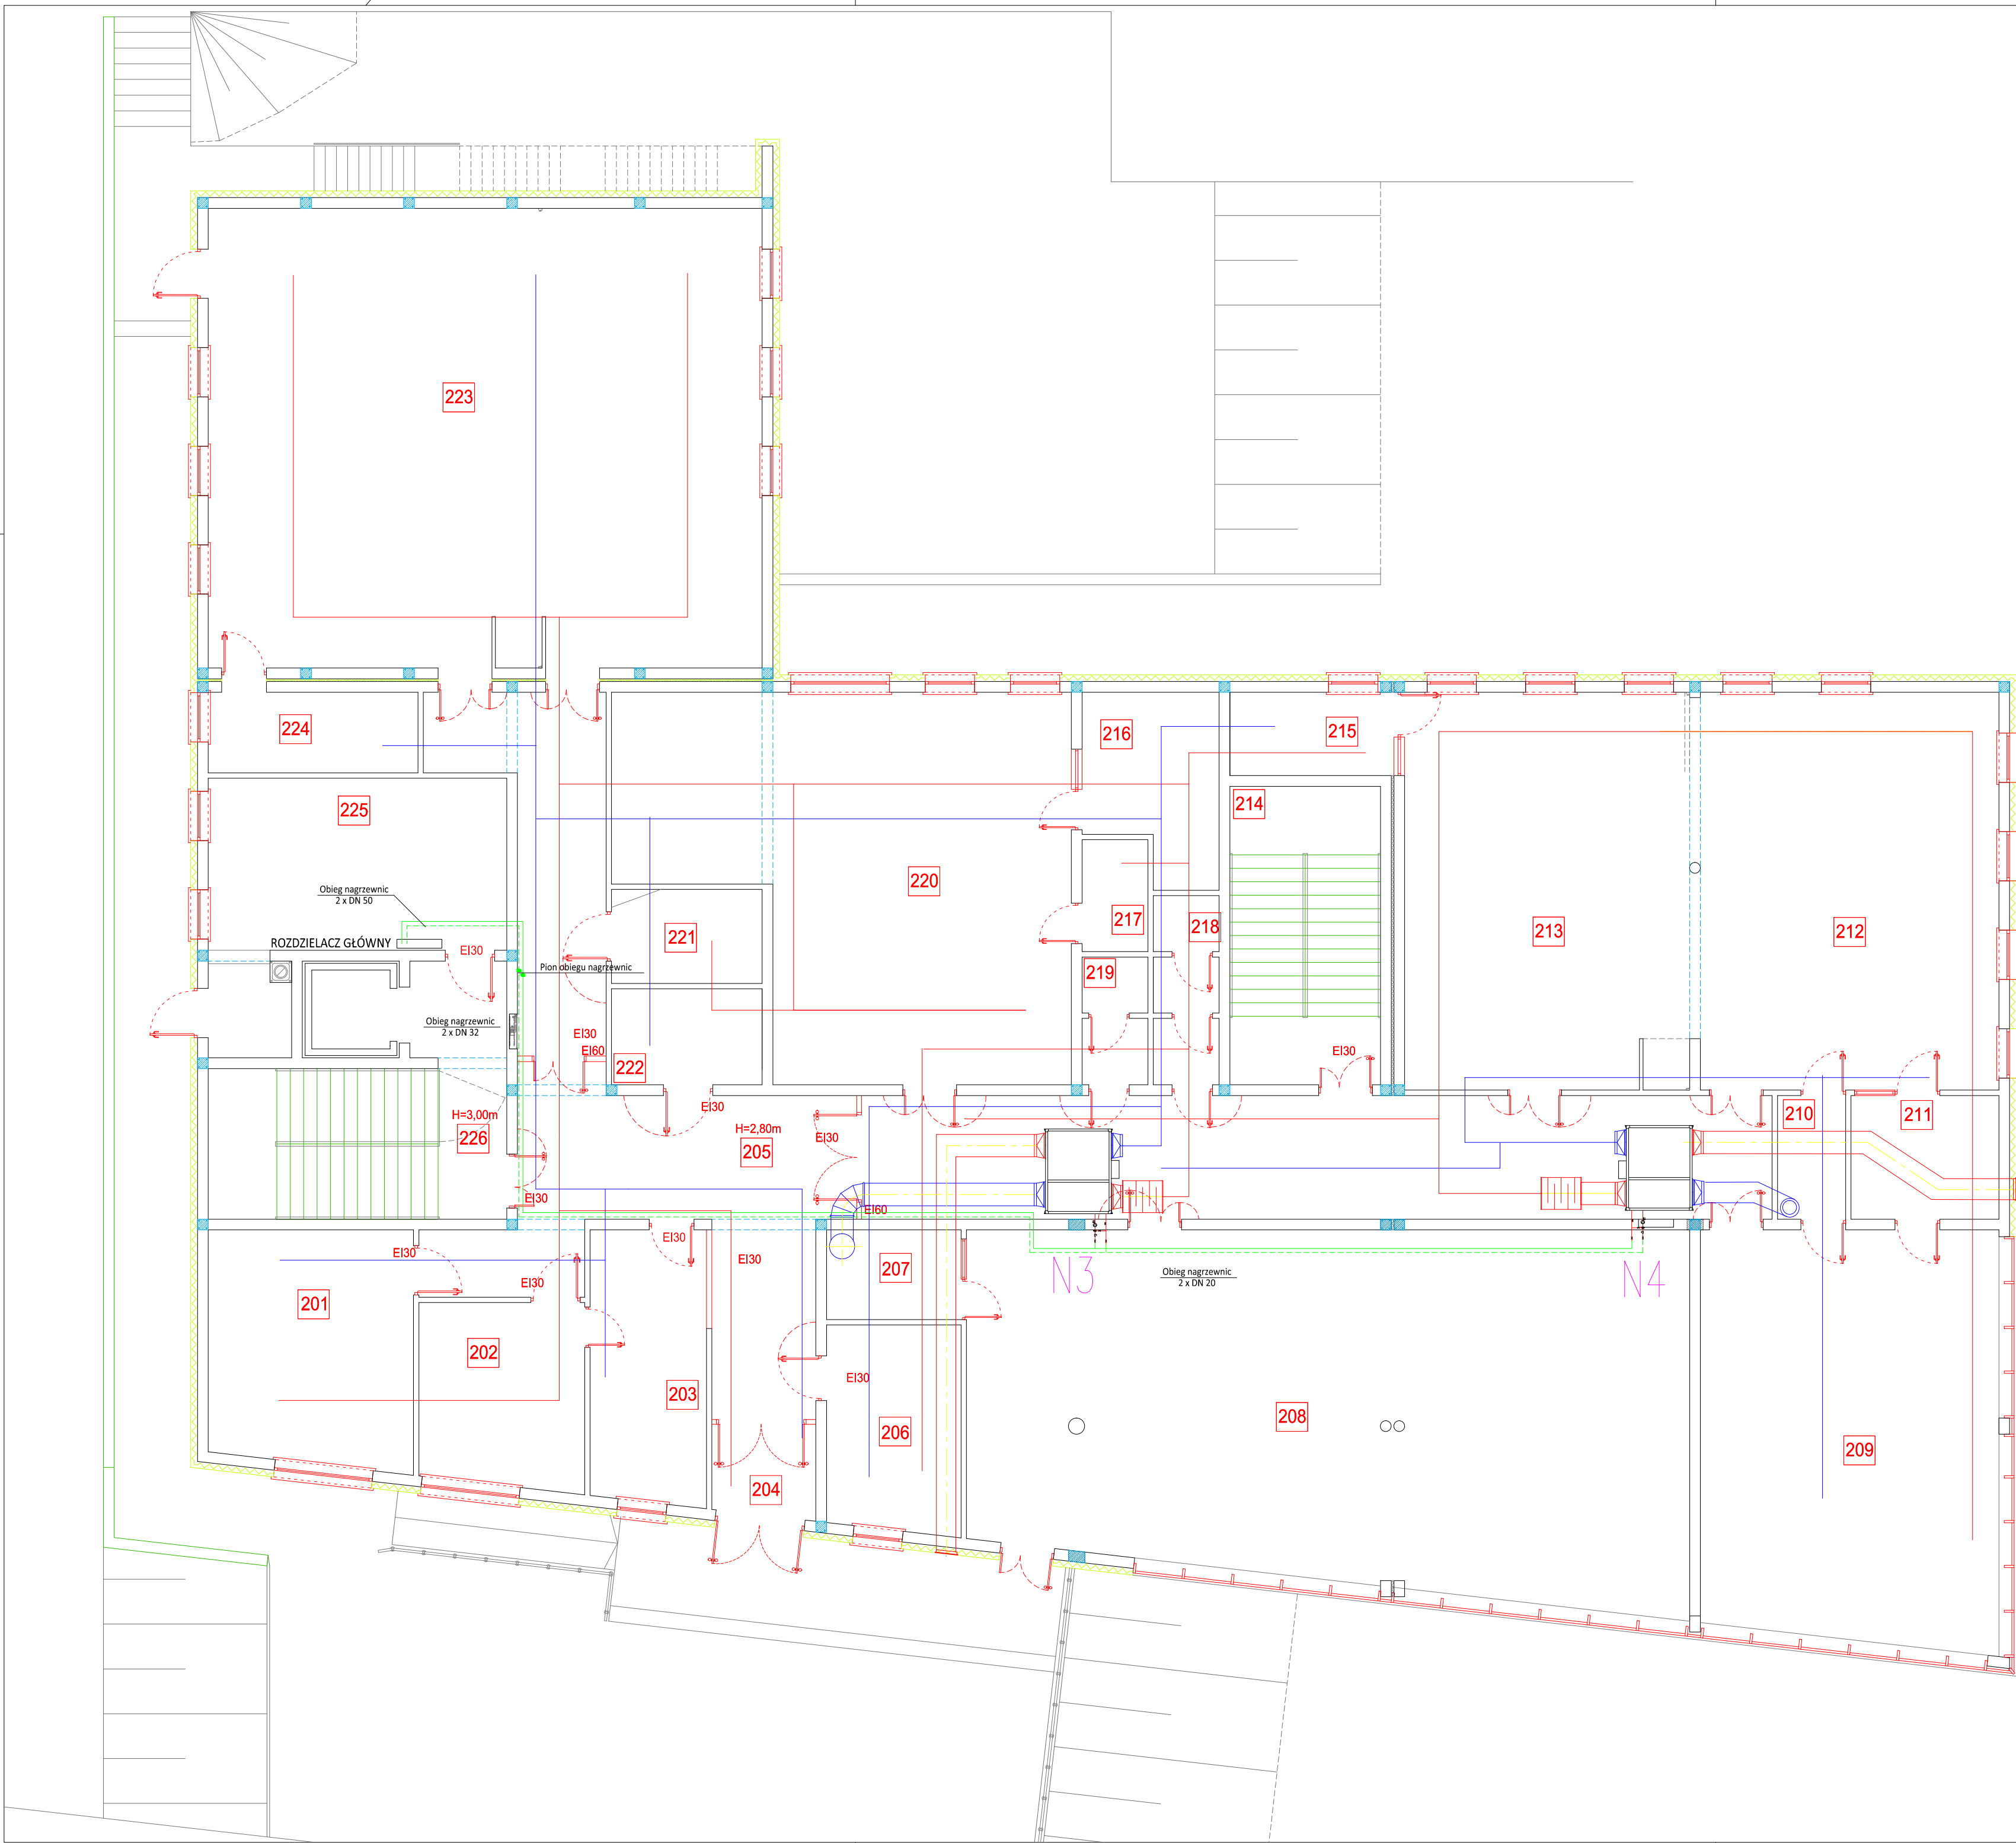 223
224
216
215
225
214
220
Obieg nagrzewnic
2 x DN 50
217
218
213
212
221
ROZDZIELACZ GŁÓWNY
EI30
Pion obiegu nagrzewnic
219
Obieg nagrzewnic
2 x DN 32
EI30
EI60
EI30
222
EI30
H=3,00m
226
H=2,80m
205
EI30
210
211
EI30
EI60
EI30
EI30
EI30
EI30
207
N3
Obieg nagrzewnic
2 x DN 20
N4
201
202
EI30
203
208
206
209
204